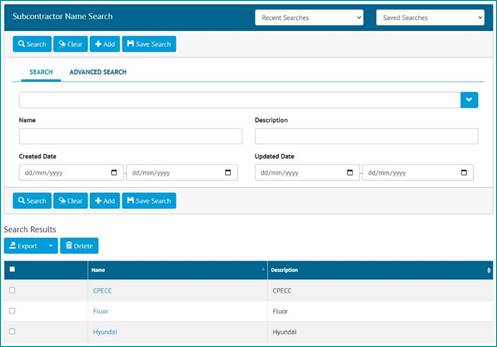 Subcontractor Name Search Recent Searches Saved Searches
Search Clear Add Save Search
SEARCH ADVANCED SEARCH
Name Description
Created Date Updated Date
dd/mm/yyyy - dd/mm/yyyy dd/mm/yyyy - dd/mm/yyyy
Search Clear Add Save Search
Search Results
Export Delete
Name Description
CPECC CPECC
Fluor Fluor
Hyundai Hyundai